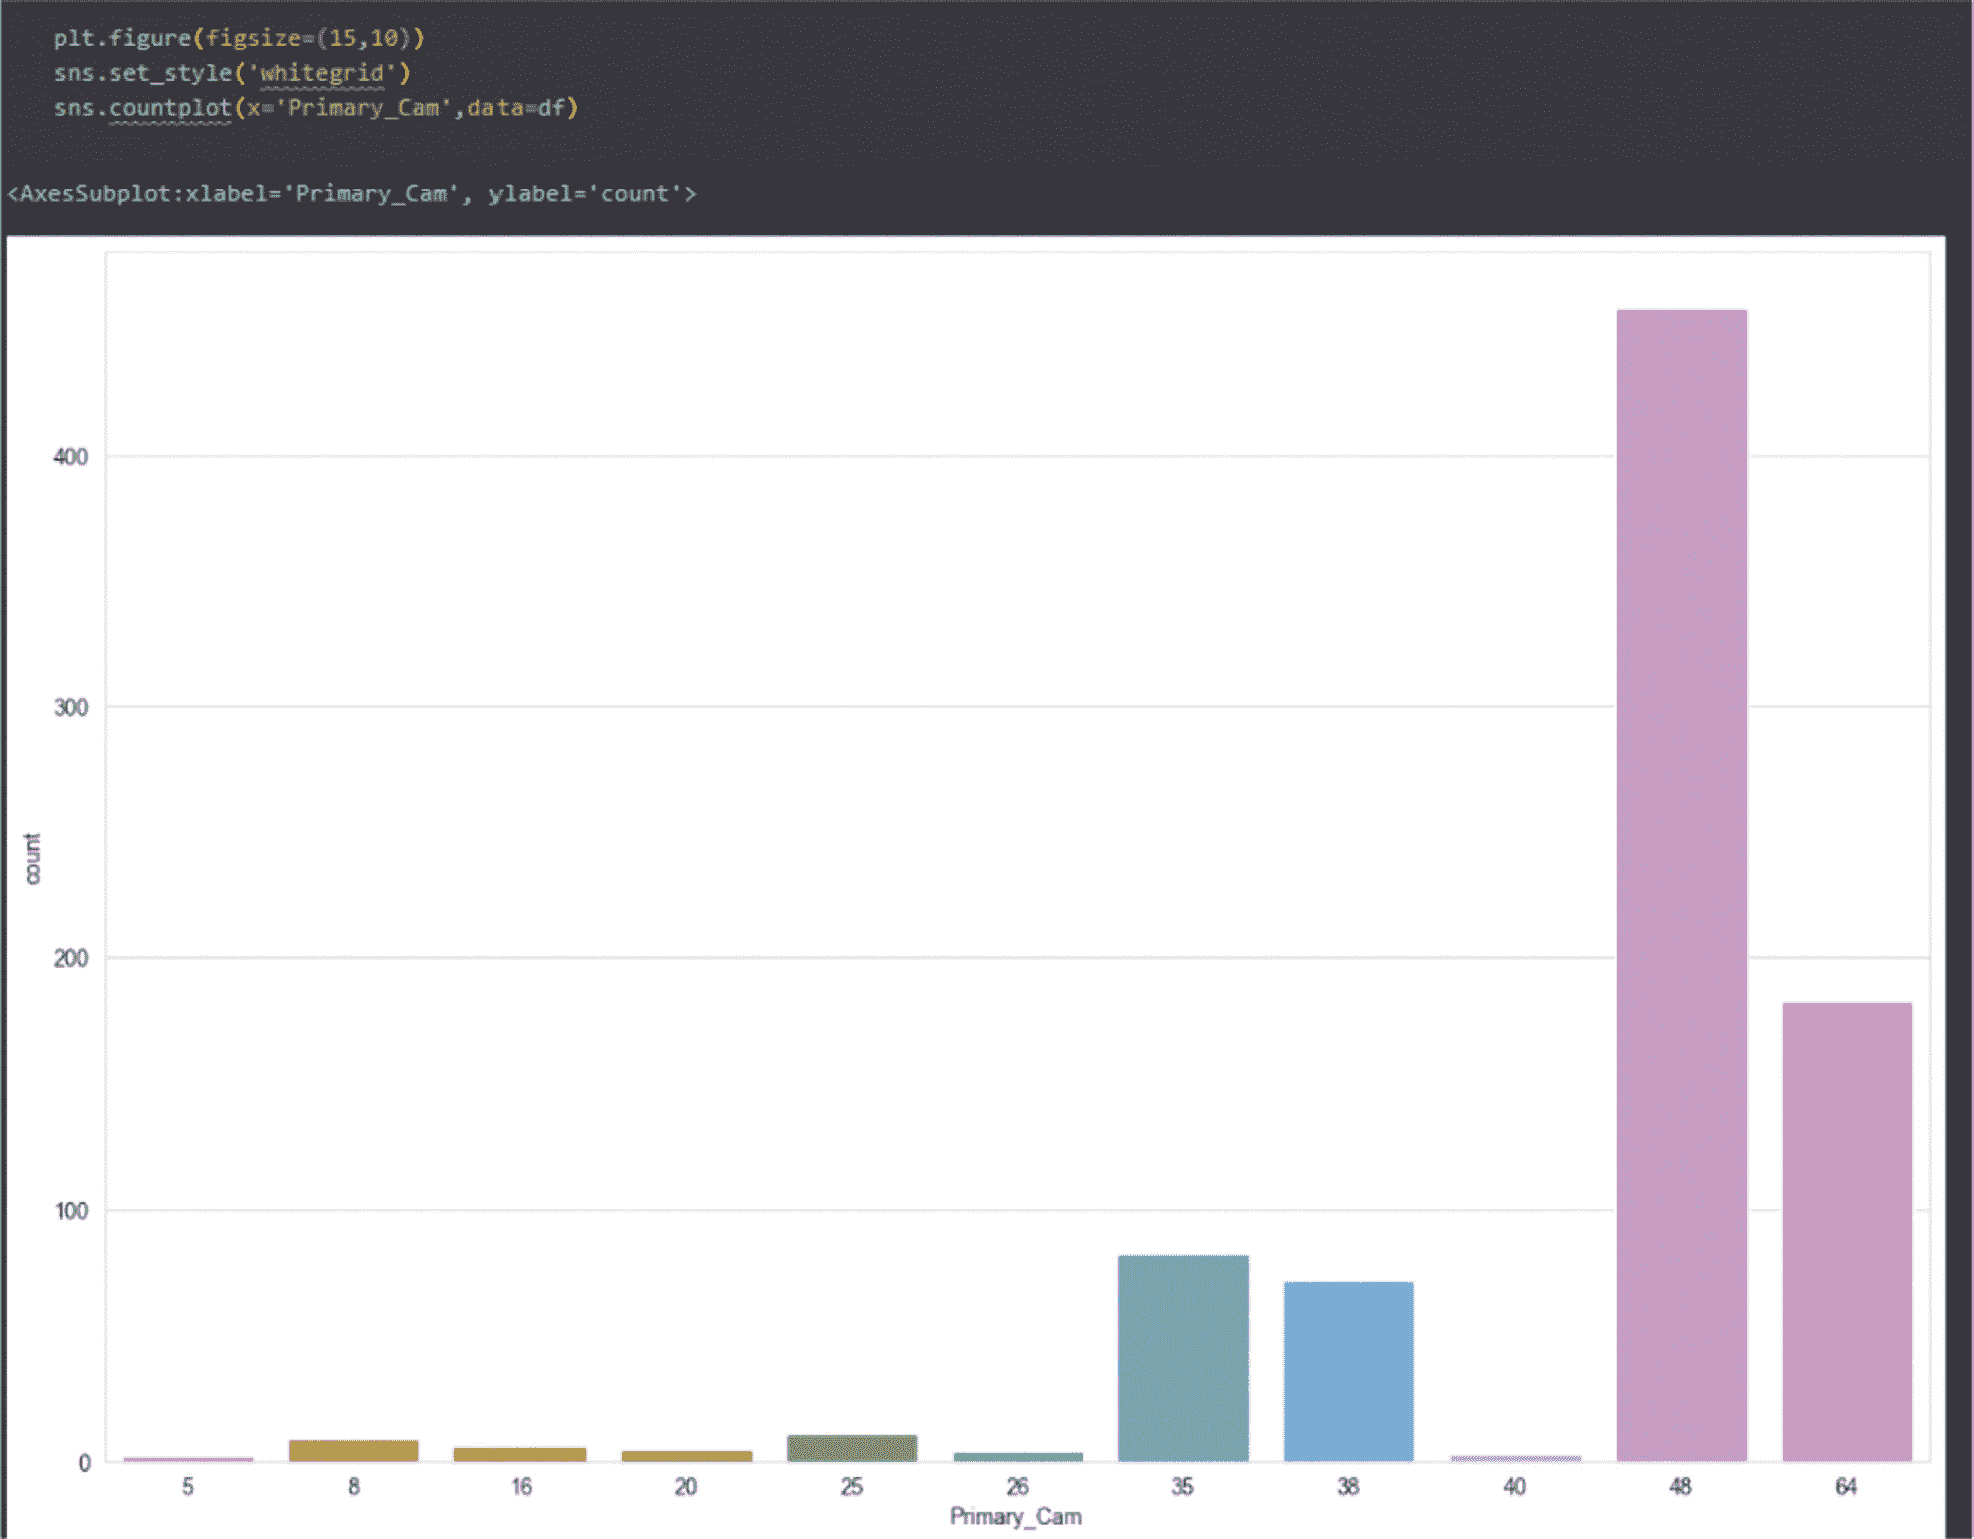 plt.figure(figsize=(15,10))
sns.set_style('whitegrid')
sns.countplot(x='Primary_Cam',data=df)
<AxesSubplot:xlabel='Primary_Cam', ylabel='count'>
400
300
200
100
0
count
5 8 16 20 25 26 35 38 40 48 64
Primary_Cam